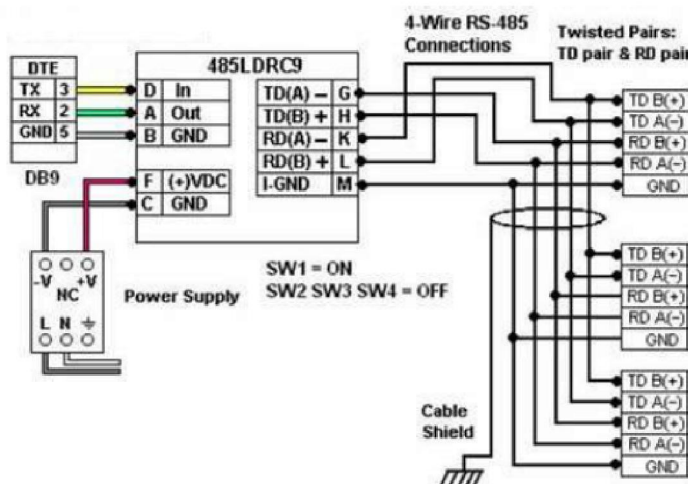 4-Wire RS-485
Connections
Twisted Pairs:
TD pair & RD pair
DTE
TX 3
RX 2
GND 5
DB9
485LDRC9
D In
A Out
B GND
F (+)VDC
C GND
TD(A) − G
TD(B) + H
RD(A) − K
RD(B) + L
I-GND M
TD B(+)
TD A(−)
RD B(+)
RD A(−)
GND
SW1 = ON
SW2 SW3 SW4 = OFF
-V +V
NC
L N
Power Supply
TD B(+)
TD A(−)
RD B(+)
RD A(−)
GND
Cable
Shield
TD B(+)
TD A(−)
RD B(+)
RD A(−)
GND